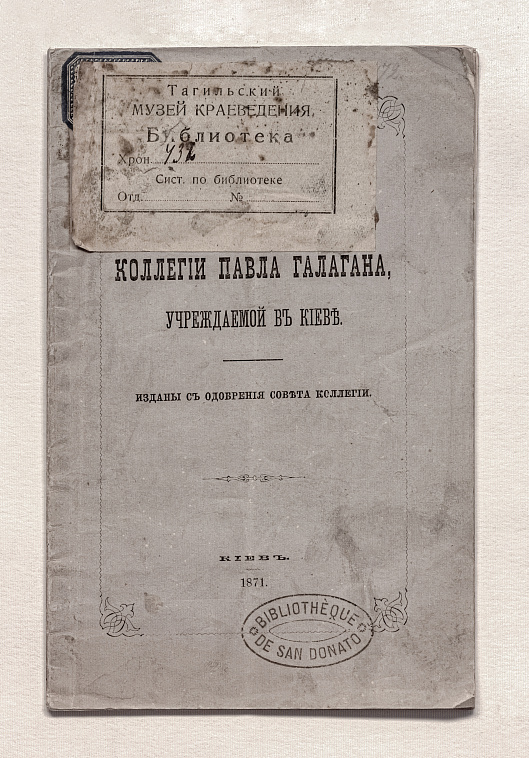 Тагильский
МУЗЕЙ КРАЕВЕДЕНИЯ,
Библиотека
Хрон. 432
Сист. по библиотеке
Отд. №
КОЛЛЕГІИ ПАВЛА ГАЛАГАНА,
УЧРЕЖДАЕМОЙ ВЪ КІЕВѢ.
ИЗДАНЫ СЪ ОДОБРЕНІЯ СОВѢТА КОЛЛЕГІИ.
КІЕВЪ.
1871.
BIBLIOTHÈQUE
DE SAN DONATO